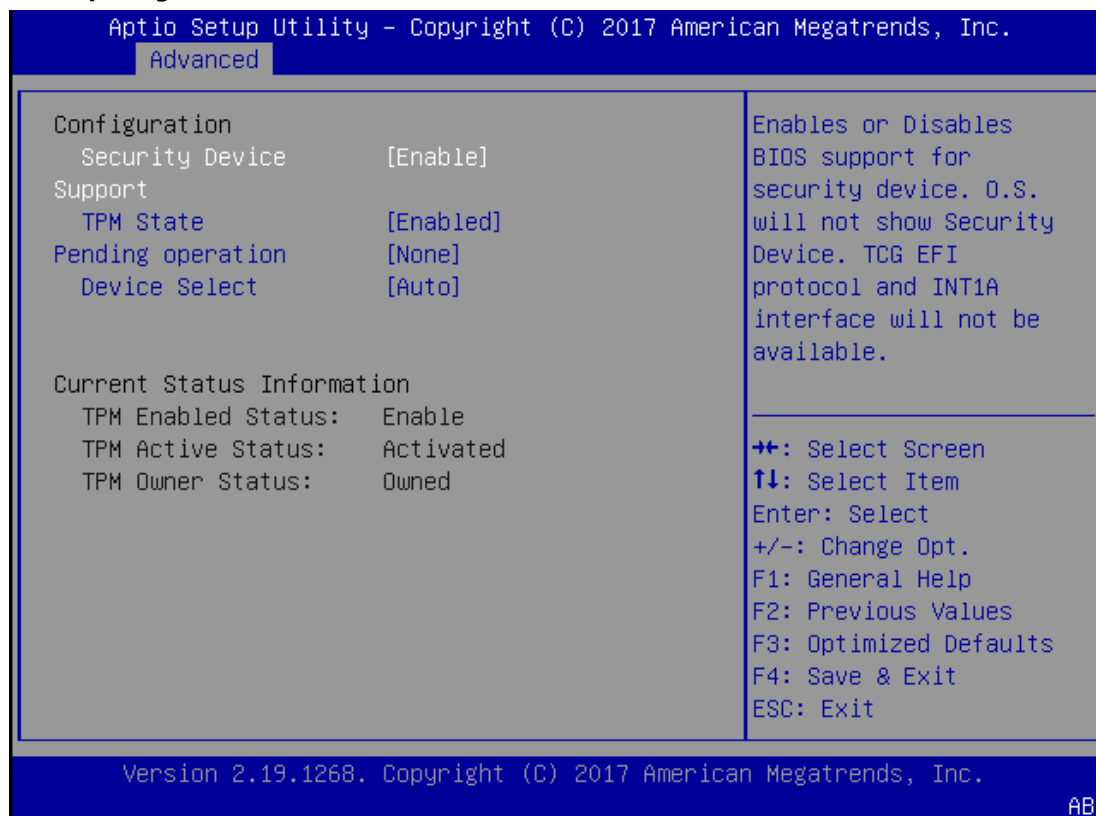 Aptio Setup Utility – Copyright (C) 2017 American Megatrends, Inc.
Advanced
Configuration
Security Device [Enable]
Support
TPM State [Enabled]
Pending operation [None]
Device Select [Auto]
Current Status Information
TPM Enabled Status: Enable
TPM Active Status: Activated
TPM Owner Status: Owned
Enables or Disables
BIOS support for
security device. O.S.
will not show Security
Device. TCG EFI
protocol and INT1A
interface will not be
available.
→←: Select Screen
↑↓: Select Item
Enter: Select
+/-: Change Opt.
F1: General Help
F2: Previous Values
F3: Optimized Defaults
F4: Save & Exit
ESC: Exit
Version 2.19.1268. Copyright (C) 2017 American Megatrends, Inc.
AB